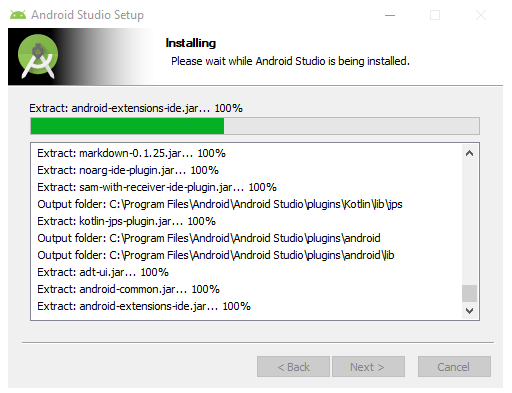 Android Studio Setup
Installing
Please wait while Android Studio is being installed.
Extract: android-extensions-ide.jar... 100%
Extract: markdown-0.1.25.jar... 100%
Extract: noarg-ide-plugin.jar... 100%
Extract: sam-with-receiver-ide-plugin.jar... 100%
Output folder: C:\Program Files\Android\Android Studio\plugins\Kotlin\lib\jps
Extract: kotlin-jps-plugin.jar... 100%
Output folder: C:\Program Files\Android\Android Studio\plugins\android
Output folder: C:\Program Files\Android\Android Studio\plugins\android\lib
Extract: adt-ui.jar... 100%
Extract: android-common.jar... 100%
Extract: android-extensions-ide.jar... 100%
< Back Next > Cancel